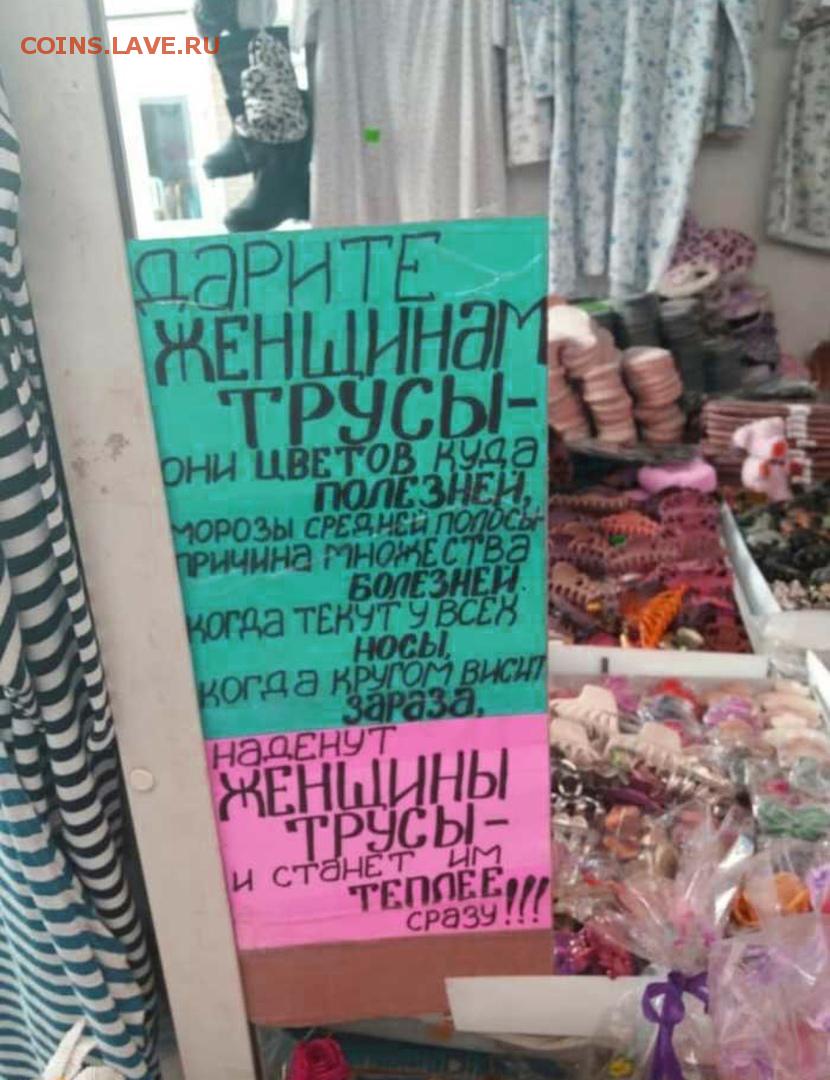 COINS.LAVE.RU
ДАРИТЕ
ЖЕНЩИНАМ
ТРУСЫ-
ОНИ ЦВЕТОВ КУДА
ПОЛЕЗНЕЙ,
МОРОЗЫ СРЕДНЕЙ ПОЛОСЫ-
ПРИЧИНА МНОЖЕСТВА
БОЛЕЗНЕЙ.
КОГДА ТЕКУТ У ВСЕХ
НОСЫ,
КОГДА КРУГОМ ВИСИТ
ЗАРАЗА,
НАДЕНУТ
ЖЕНЩИНЫ
ТРУСЫ-
И СТАНЕТ ИМ
ТЕПЛЕЕ
СРАЗУ!!!